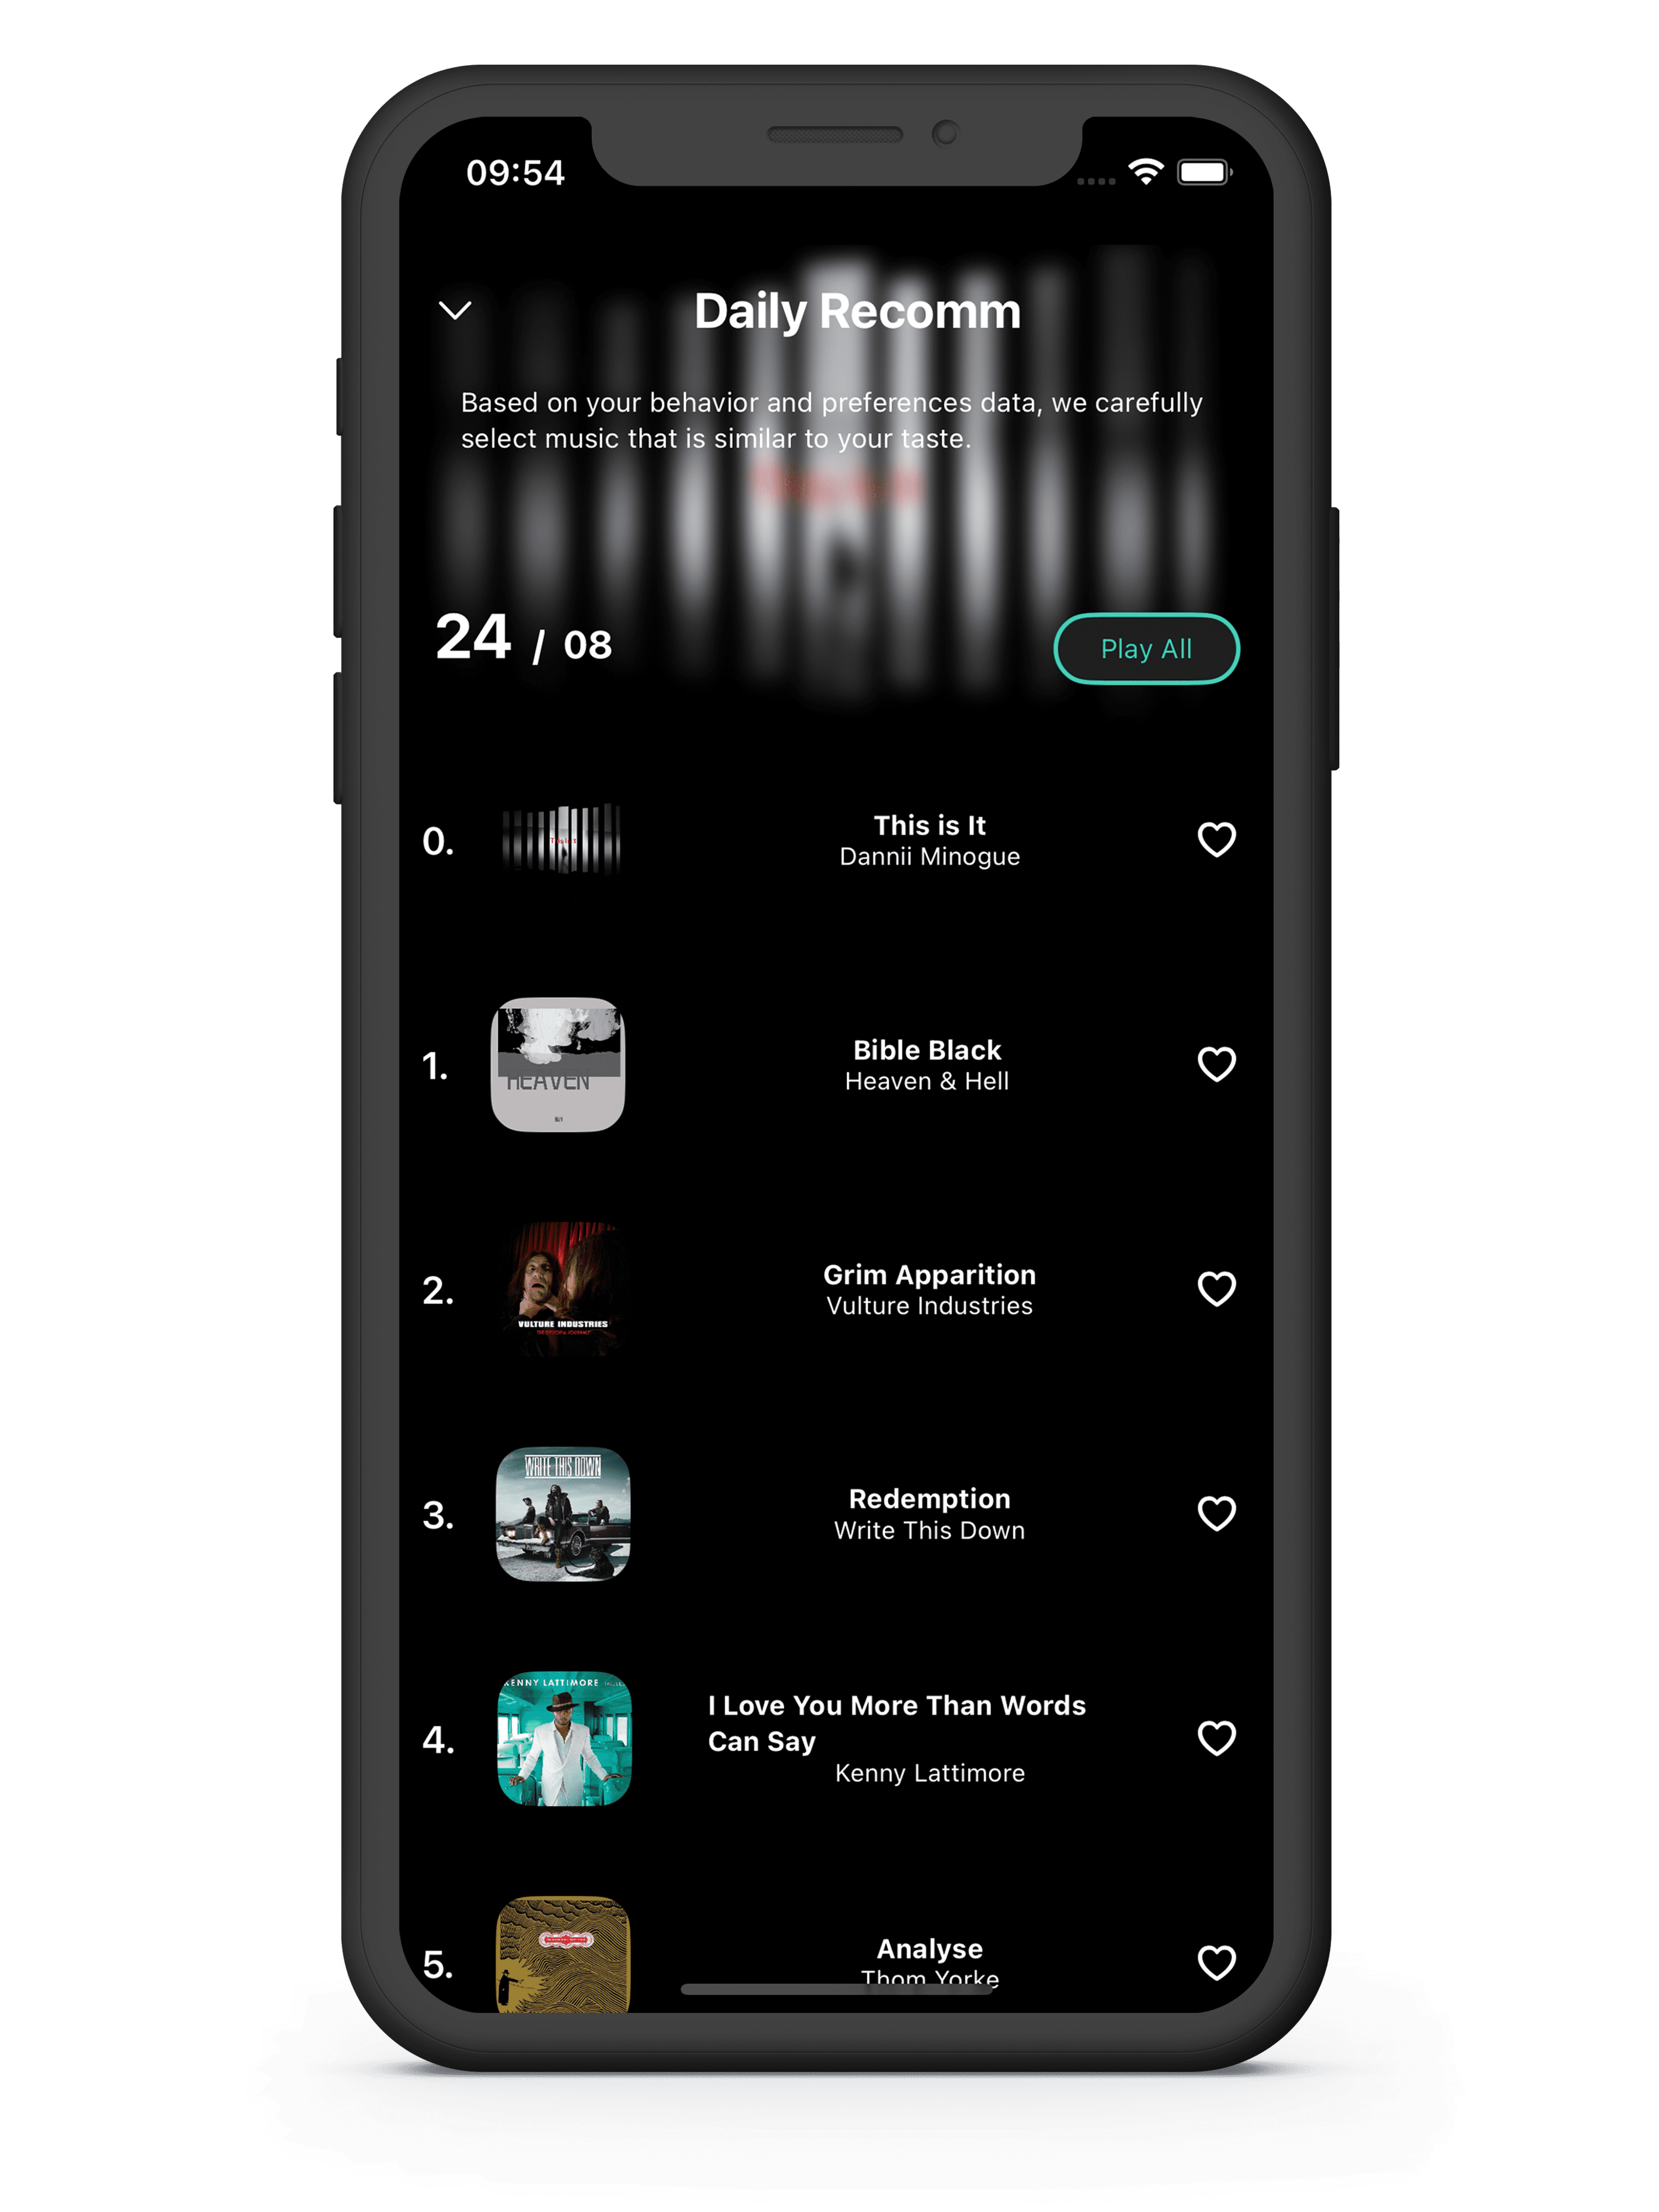 09:54
Daily Recomm
Based on your behavior and preferences data, we carefully
select music that is similar to your taste.
24 / 08
Play All
0.
This is It
This is It
Dannii Minogue
1.
HEAVEN
Bible Black
Heaven & Hell
2.
VULTURE INDUSTRIES
Grim Apparition
Vulture Industries
3.
WRITE THIS DOWN
Redemption
Write This Down
4.
KENNY LATTIMORE
I Love You More Than Words
Can Say
Kenny Lattimore
5.
Analyse
Thom Yorke